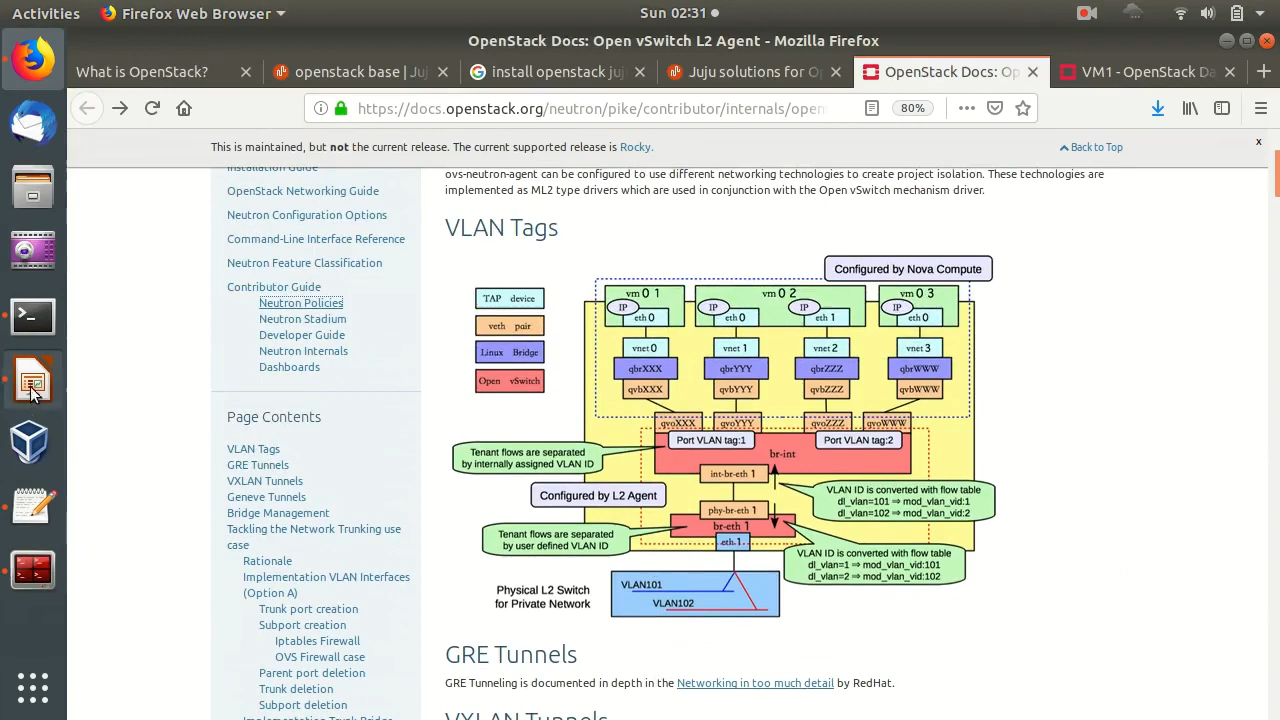 Activities
Firefox Web Browser
Sun 02:31
OpenStack Docs: Open vSwitch L2 Agent - Mozilla Firefox
What is OpenStack?
openstack base | Juj
install openstack juj
Juju solutions for O
OpenStack Docs: Op
VM1 - OpenStack Da
https://docs.openstack.org/neutron/pike/contributor/internals/open
80%
This is maintained, but not the current release. The current supported release is Rocky.
Back to Top
x
Installation Guide
OpenStack Networking Guide
Neutron Configuration Options
Command-Line Interface Reference
Neutron Feature Classification
Contributor Guide
Neutron Policies
Neutron Stadium
Developer Guide
Neutron Internals
Dashboards
Page Contents
VLAN Tags
GRE Tunnels
VXLAN Tunnels
Geneve Tunnels
Bridge Management
Tackling the Network Trunking use
case
Rationale
Implementation VLAN Interfaces
(Option A)
Trunk port creation
Subport creation
Iptables Firewall
OVS Firewall case
Parent port deletion
Trunk deletion
Subport deletion
Implementation Trunk Bridge
ovs-neutron-agent can be configured to use different networking technologies to create project isolation. These technologies are
implemented as ML2 type drivers which are used in conjunction with the Open vSwitch mechanism driver.
VLAN Tags
Configured by Nova Compute
TAP device
veth pair
Linux Bridge
Open vSwitch
vm 0 1
vm 0 2
vm 0 3
IP
IP
IP
IP
eth 0
eth 0
eth 1
eth 0
vnet 0
vnet 1
vnet 2
vnet 3
qbrXXX
qbrYYY
qbrZZZ
qbrWWW
qvbXXX
qvbYYY
qvbZZZ
qvbWWW
qvoXXX
qvoYYY
qvoZZZ
qvoWWW
Port VLAN tag:1
Port VLAN tag:2
br-int
Tenant flows are separated
by internally assigned VLAN ID
int-br-eth 1
Configured by L2 Agent
VLAN ID is converted with flow table
dl_vlan=101 ⇒ mod_vlan_vid:1
dl_vlan=102 ⇒ mod_vlan_vid:2
phy-br-eth 1
br-eth 1
Tenant flows are separated
by user defined VLAN ID
eth 1
VLAN ID is converted with flow table
dl_vlan=1 ⇒ mod_vlan_vid:101
dl_vlan=2 ⇒ mod_vlan_vid:102
Physical L2 Switch
for Private Network
VLAN101
VLAN102
GRE Tunnels
GRE Tunneling is documented in depth in the Networking in too much detail by RedHat.
VXLAN Tunnels